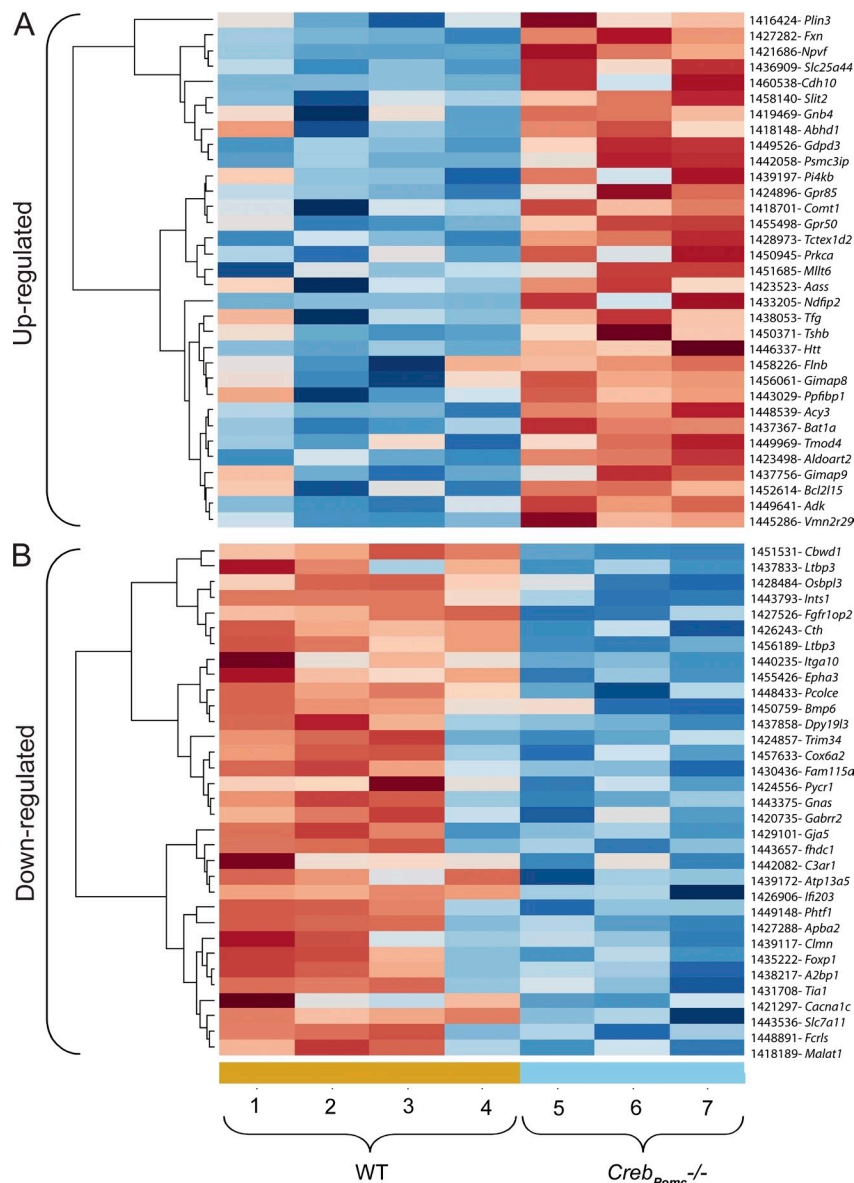 A
Up-regulated
1416424- Plin3
1427282- Fxn
1421686- Npvf
1436909- Slc25a44
1460538- Cdh10
1458140- Slit2
1419469- Gnb4
1418148- Abhd1
1449526- Gdpd3
1442058- Psmc3ip
1439197- Pi4kb
1424896- Gpr85
1418701- Comt1
1455498- Gpr50
1428973- Tctex1d2
1450945- Prkca
1451685- Mllt6
1423523- Aass
1433205- Ndfip2
1438053- Tfg
1450371- Tshb
1446337- Htt
1458226- Flnb
1456061- Gimap8
1443029- Ppfibp1
1448539- Acy3
1437367- Bat1a
1449969- Tmod4
1423498- Aldoart2
1437756- Gimap9
1452614- Bcl2l15
1449641- Adk
1445286- Vmn2r29
B
Down-regulated
1451531- Cbwd1
1437833- Ltbp3
1428484- Osbpl3
1443793- Ints1
1427526- Fgfr1op2
1426243- Cth
1456189- Ltbp3
1440235- Itga10
1455426- Epha3
1448433- Pcolce
1450759- Bmp6
1437858- Dpy19l3
1424857- Trim34
1457633- Cox6a2
1430436- Fam115a
1424556- Pycr1
1443375- Gnas
1420735- Gabrr2
1429101- Gja5
1443657- fhdc1
1442082- C3ar1
1439172- Atp13a5
1426906- Ifi203
1449148- Phtf1
1427288- Apba2
1439117- Clmn
1435222- Foxp1
1438217- A2bp1
1431708- Tia1
1421297- Cacna1c
1443536- Slc7a11
1448891- Fcrls
1418189- Malat1
1 2 3 4 5 6 7
WT Creb Pomc -/-